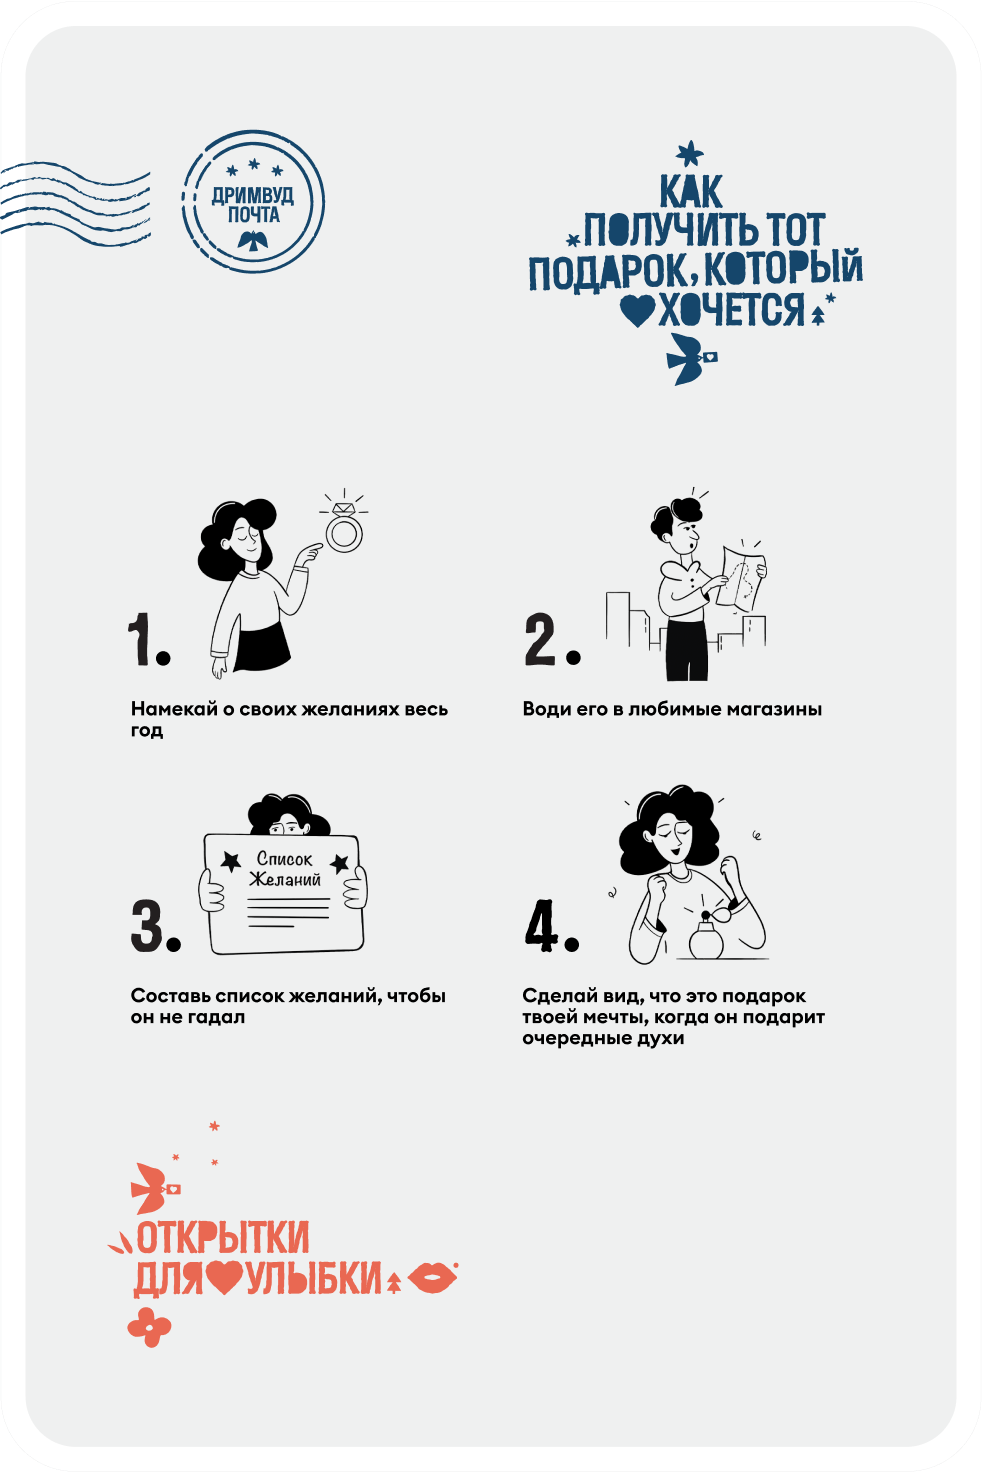 ДРИМВУД
ПОЧТА
КАК
ПОЛУЧИТЬ ТОТ
ПОДАРОК, КОТОРЫЙ
ХОЧЕТСЯ
1.
Намекай о своих желаниях весь
год
2.
Води его в любимые магазины
3.
Список
Желаний
Составь список желаний, чтобы
он не гадал
4.
Сделай вид, что это подарок
твоей мечты, когда он подарит
очередные духи
ОТКРЫТКИ
ДЛЯ УЛЫБКИ